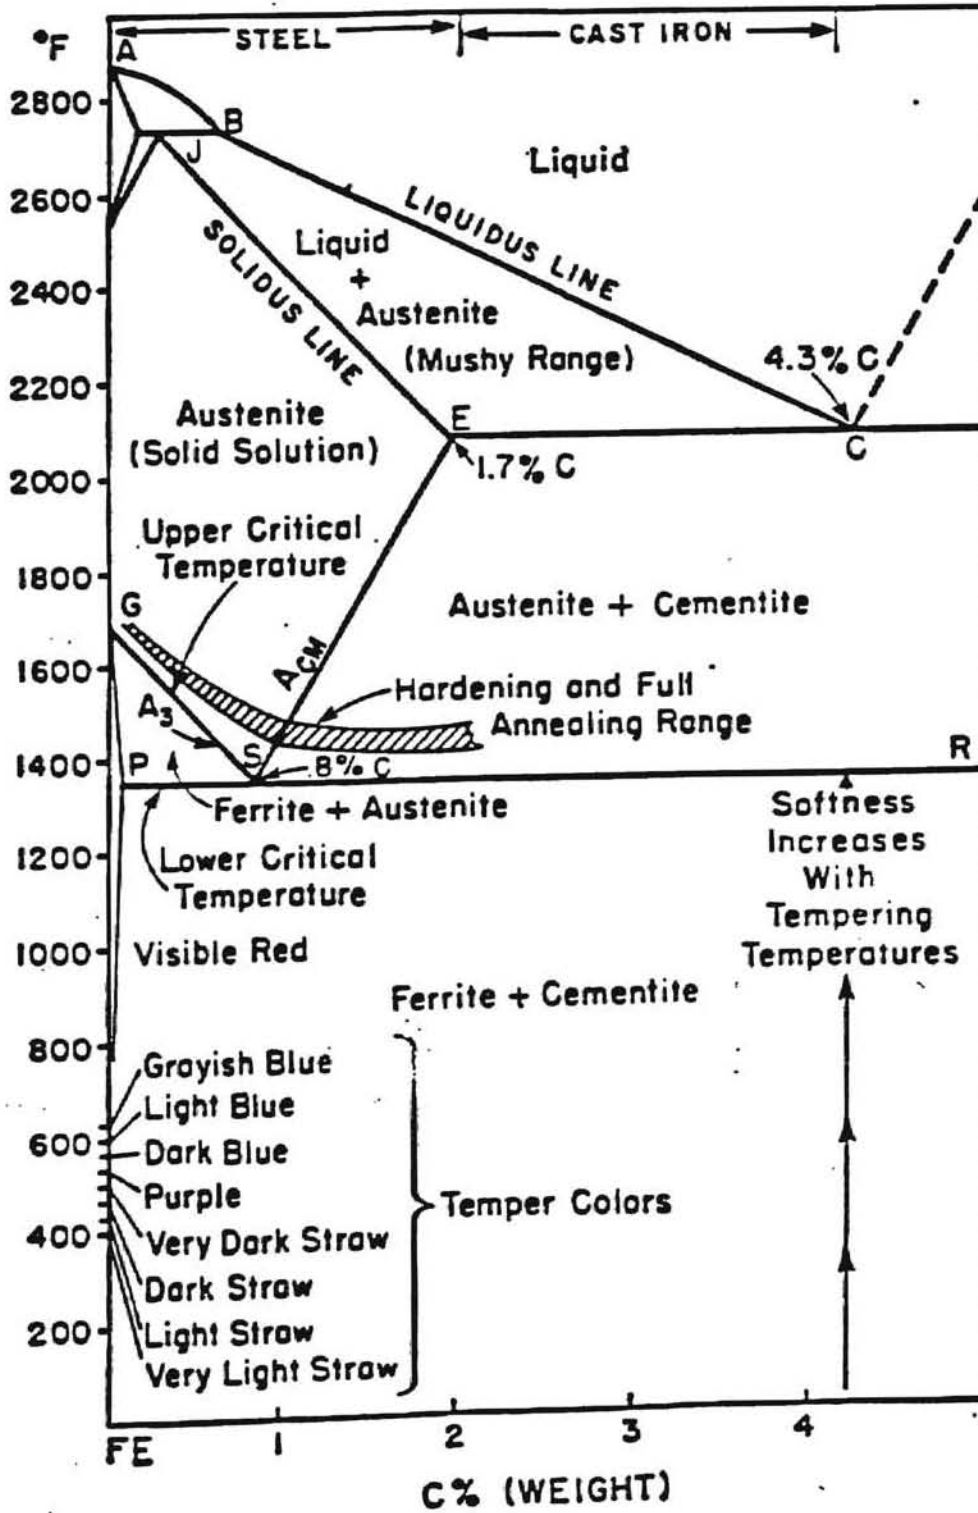 STEEL
CAST IRON
°F
A
2800
B
J
Liquid
2600
LIQUIDUS LINE
SOLIDUS LINE
Liquid
+
Austenite
(Mushy Range)
2400
4.3% C
2200
Austenite
(Solid Solution)
E
C
1.7% C
2000
Upper Critical
Temperature
1800
G
Austenite + Cementite
ACM
1600
Hardening and Full
Annealing Range
A3
S
R
1400
P
.8% C
Ferrite + Austenite
Softness
Increases
With
Tempering
Temperatures
1200
Lower Critical
Temperature
1000
Visible Red
Ferrite + Cementite
800
Grayish Blue
Light Blue
600
Dark Blue
Purple
Temper Colors
Very Dark Straw
400
Dark Straw
Light Straw
200
Very Light Straw
FE
1
2
3
4
C% (WEIGHT)